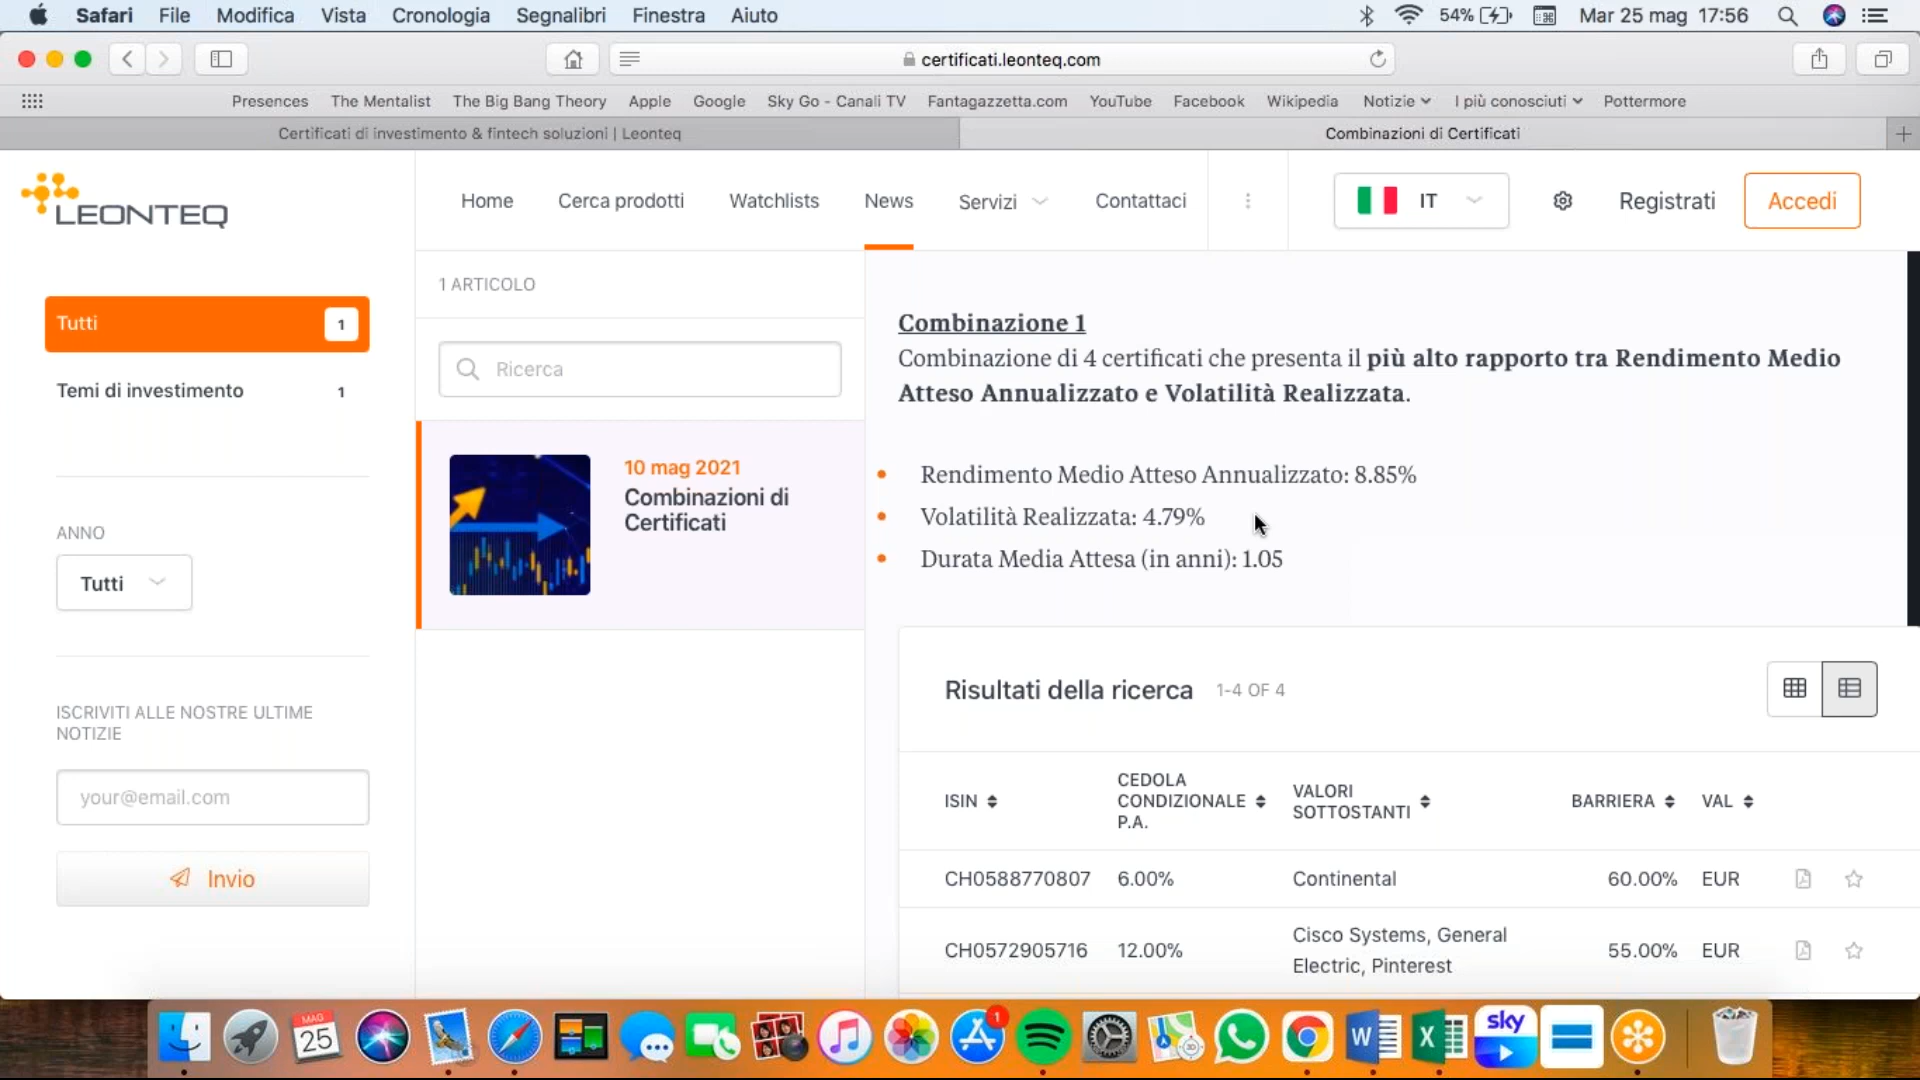 Safari File Modifica Vista Cronologia Segnalibri Finestra Aiuto 54% Mar 25 mag 17:56
certificati.leonteq.com
Presences The Mentalist The Big Bang Theory Apple Google Sky Go - Canali TV Fantagazzetta.com YouTube Facebook Wikipedia Notizie I più conosciuti Pottermore
Certificati di investimento & fintech soluzioni | Leonteq Combinazioni di Certificati
LEONTEQ
Home Cerca prodotti Watchlists News Servizi Contattaci IT Registrati Accedi
Tutti 1
Temi di investimento 1
ANNO
Tutti
ISCRIVITI ALLE NOSTRE ULTIME
NOTIZIE
your@email.com
Invio
1 ARTICOLO
Ricerca
10 mag 2021
Combinazioni di
Certificati
Combinazione 1
Combinazione di 4 certificati che presenta il più alto rapporto tra Rendimento Medio
Atteso Annualizzato e Volatilità Realizzata.
Rendimento Medio Atteso Annualizzato: 8.85%
Volatilità Realizzata: 4.79%
Durata Media Attesa (in anni): 1.05
Risultati della ricerca 1-4 OF 4
ISIN CEDOLA CONDIZIONALE P.A. VALORI SOTTOSTANTI BARRIERA VAL
CH0588770807 6.00% Continental 60.00% EUR
CH0572905716 12.00% Cisco Systems, General Electric, Pinterest 55.00% EUR
MAG
25
1
W
X
sky